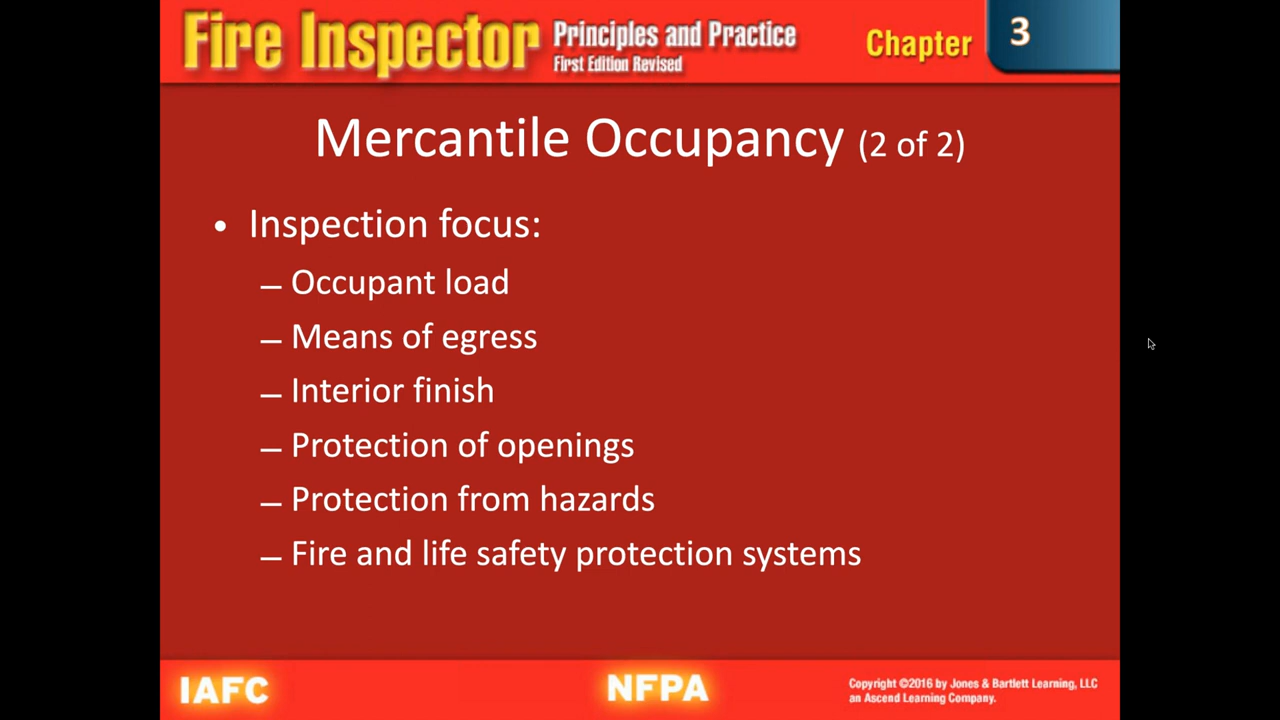 Fire Inspector Principles and Practice
First Edition Revised
Chapter 3
Mercantile Occupancy (2 of 2)
• Inspection focus:
– Occupant load
– Means of egress
– Interior finish
– Protection of openings
– Protection from hazards
– Fire and life safety protection systems
IAFC
NFPA
Copyright ©2016 by Jones & Bartlett Learning, LLC
an Ascend Learning Company.